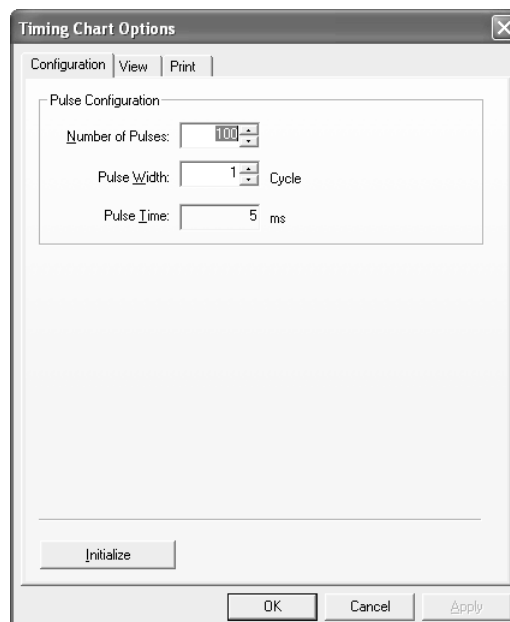 Timing Chart Options
Configuration View Print
Pulse Configuration
Number of Pulses: 100
Pulse Width: 1 Cycle
Pulse Time: 5 ms
Initialize
OK Cancel Apply